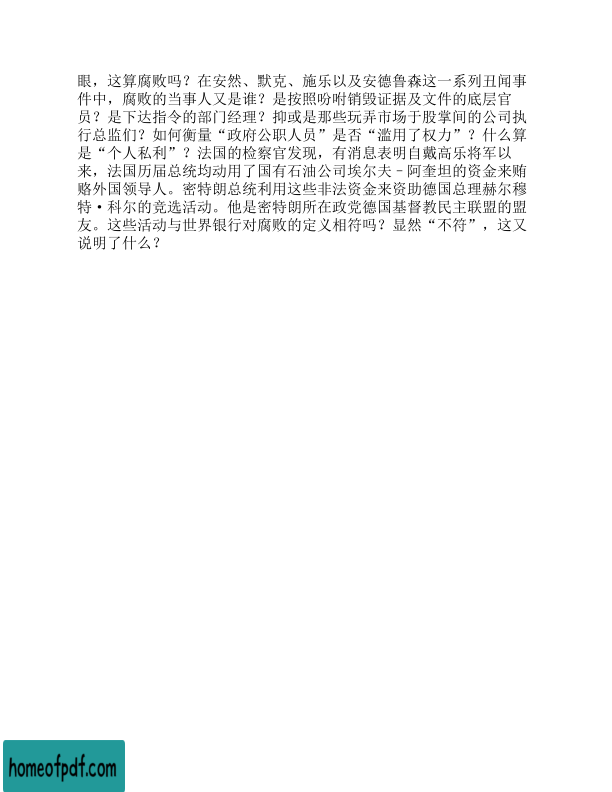 眼，这算腐败吗？在安然、默克、施乐以及安德鲁森这一系列丑闻事
件中，腐败的当事人又是谁？是按照吩咐销毁证据及文件的底层官
员？是下达指令的部门经理？抑或是那些玩弄市场于股掌间的公司执
行总监们？如何衡量“政府公职人员”是否“滥用了权力”？什么算
是“个人私利”？法国的检察官发现，有消息表明自戴高乐将军以
来，法国历届总统均动用了国有石油公司埃尔夫–阿奎坦的资金来贿
赂外国领导人。密特朗总统利用这些非法资金来资助德国总理赫尔穆
特·科尔的竞选活动。他是密特朗所在政党德国基督教民主联盟的盟
友。这些活动与世界银行对腐败的定义相符吗？显然“不符”，这又
说明了什么？
homeofpdf.com